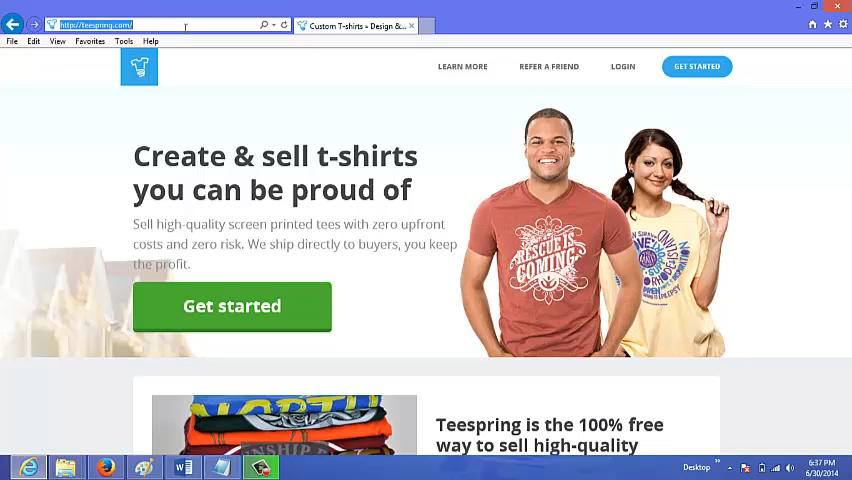 http://teespring.com/
Custom T-shirts » Design &...
File Edit View Favorites Tools Help
LEARN MORE REFER A FRIEND LOGIN GET STARTED
Create & sell t-shirts
you can be proud of
Sell high-quality screen printed tees with zero upfront
costs and zero risk. We ship directly to buyers, you keep
the profit.
Get started
RESCUE IS
COMING
NORTH
Teespring is the 100% free
way to sell high-quality
Desktop
6:37 PM
6/30/2014